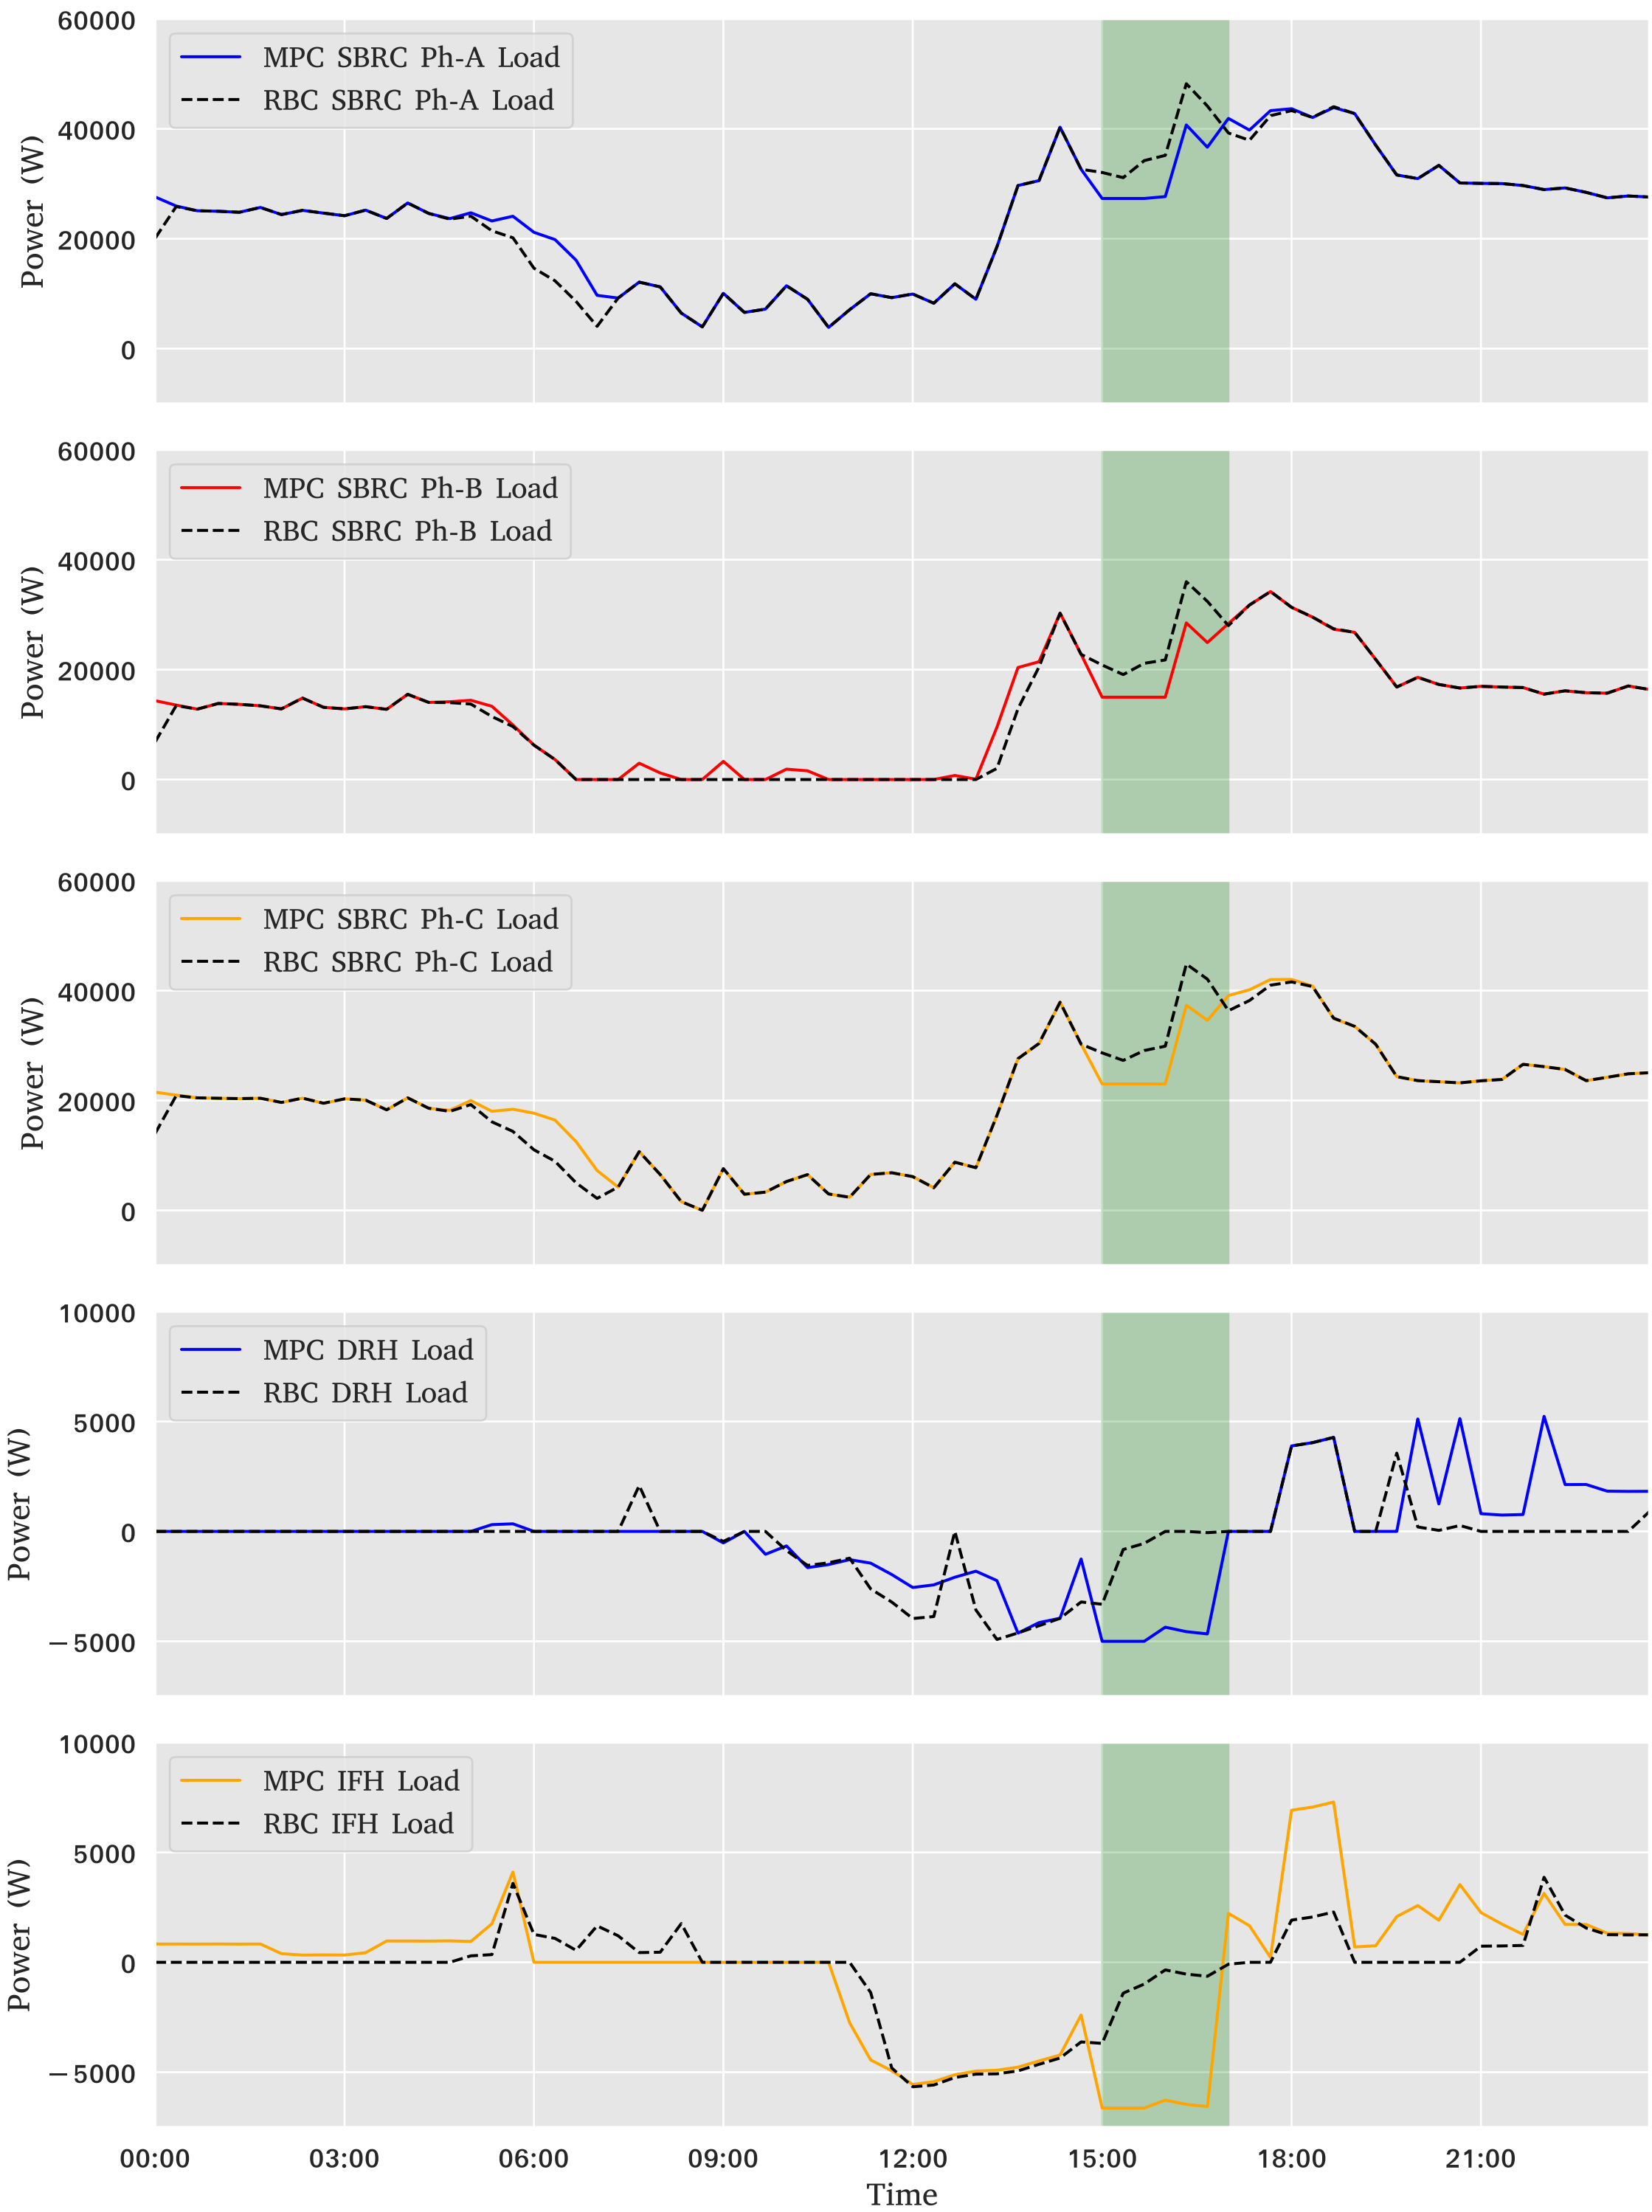 60000
40000
20000
0
Power (W)
MPC SBRC Ph-A Load
RBC SBRC Ph-A Load
60000
40000
20000
0
Power (W)
MPC SBRC Ph-B Load
RBC SBRC Ph-B Load
60000
40000
20000
0
Power (W)
MPC SBRC Ph-C Load
RBC SBRC Ph-C Load
10000
5000
0
−5000
Power (W)
MPC DRH Load
RBC DRH Load
10000
5000
0
−5000
Power (W)
MPC IFH Load
RBC IFH Load
00:00 03:00 06:00 09:00 12:00 15:00 18:00 21:00
Time